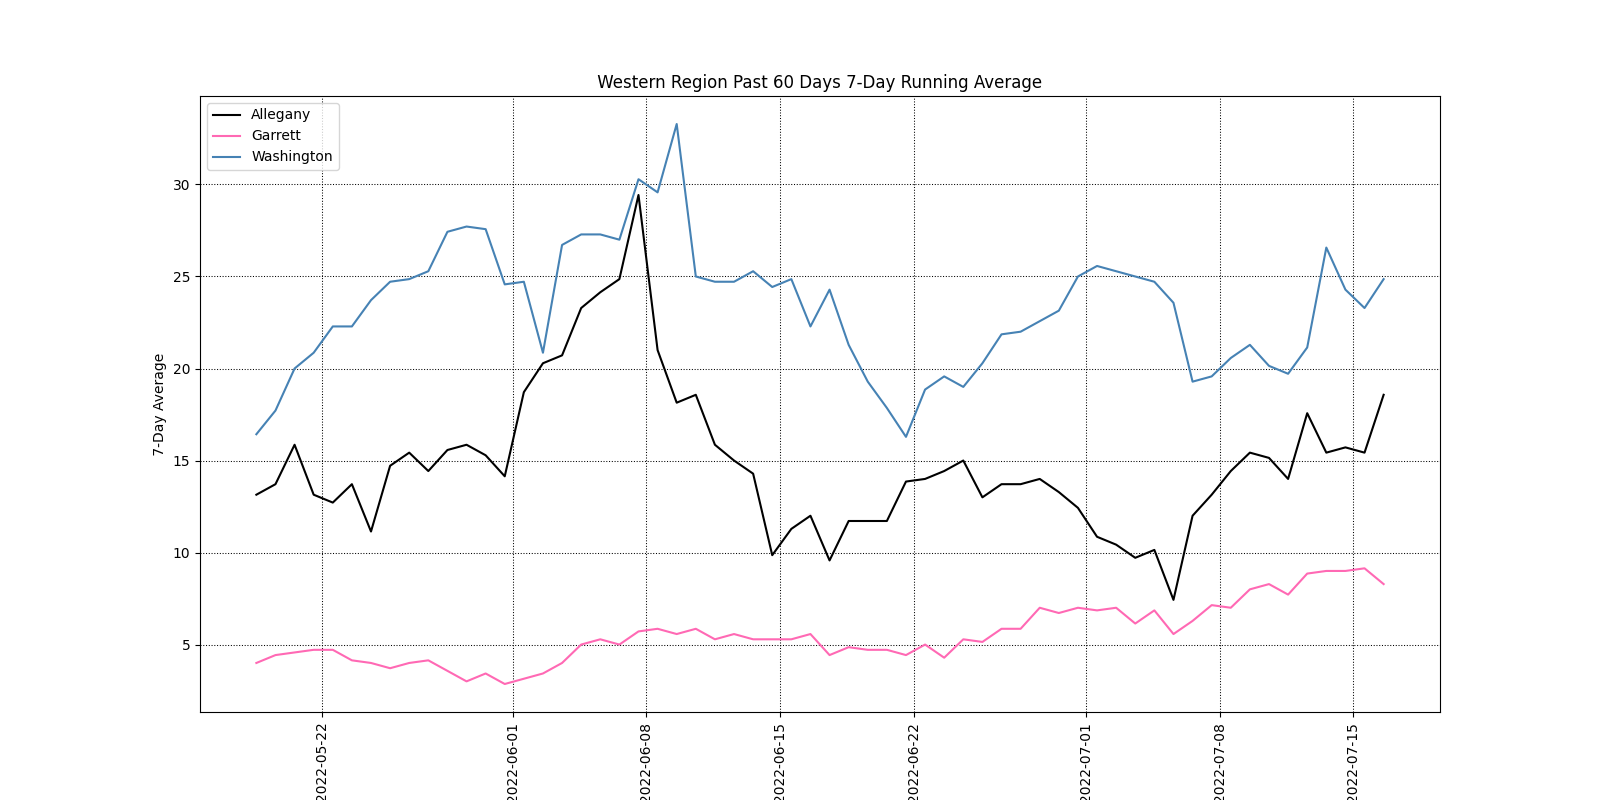 Western Region Past 60 Days 7-Day Running Average
Allegany
Garrett
Washington
7-Day Average
30
25
20
15
10
5
2022-05-22
2022-06-01
2022-06-08
2022-06-15
2022-06-22
2022-07-01
2022-07-08
2022-07-15